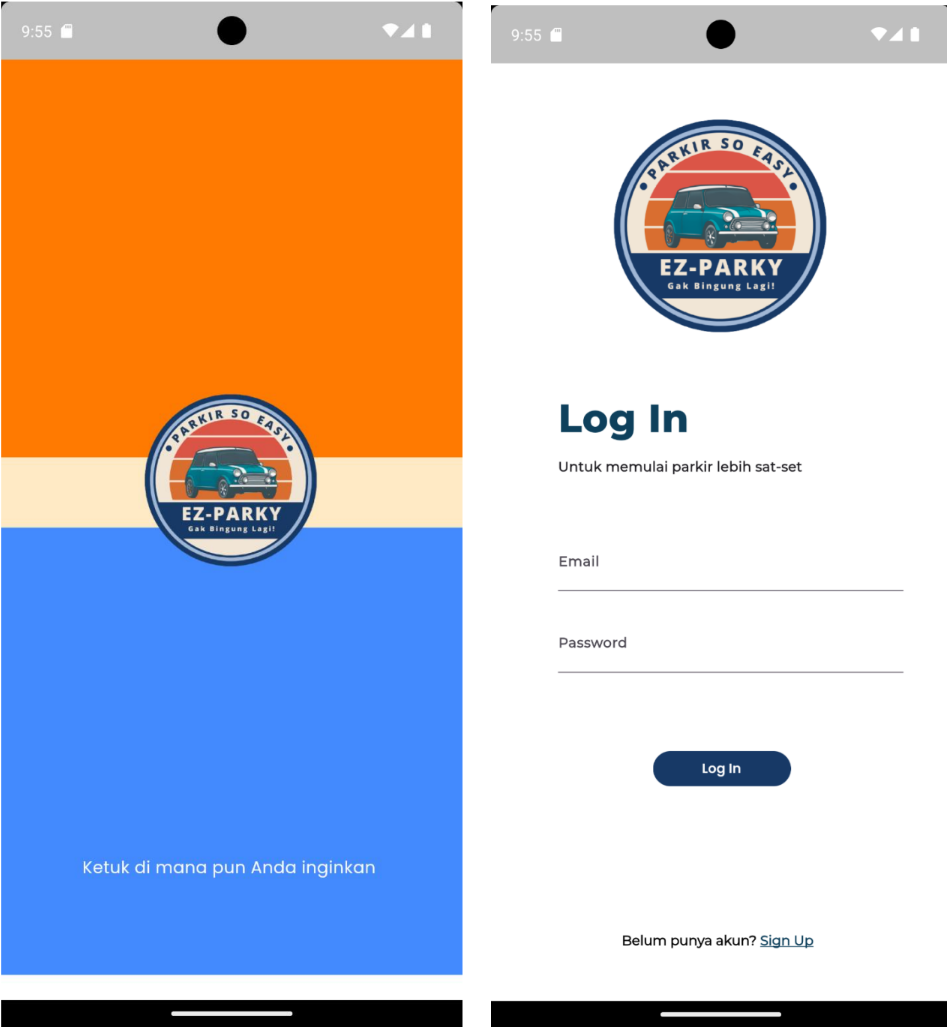 9:55
PARKIR SO EASY
EZ-PARKY
Gak Bingung Lagi!
Ketuk di mana pun Anda inginkan
9:55
PARKIR SO EASY
EZ-PARKY
Gak Bingung Lagi!
Log In
Untuk memulai parkir lebih sat-set
Email
Password
Log In
Belum punya akun? Sign Up